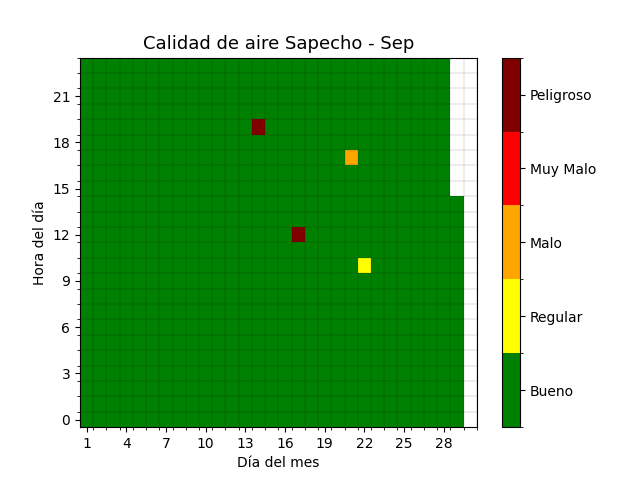 Calidad de aire Sapecho - Sep
Hora del día
21
18
15
12
9
6
3
0
1 4 7 10 13 16 19 22 25 28
Día del mes
Peligroso
Muy Malo
Malo
Regular
Bueno